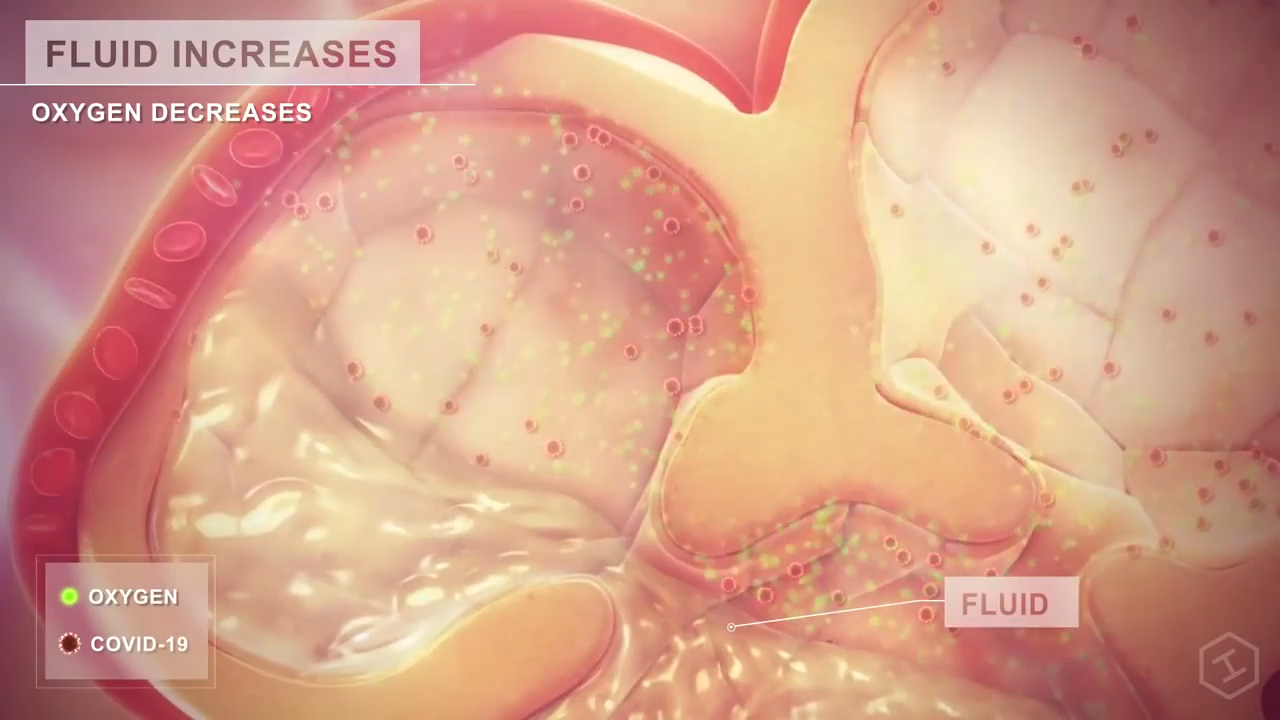 FLUID INCREASES
OXYGEN DECREASES
OXYGEN
COVID-19
FLUID